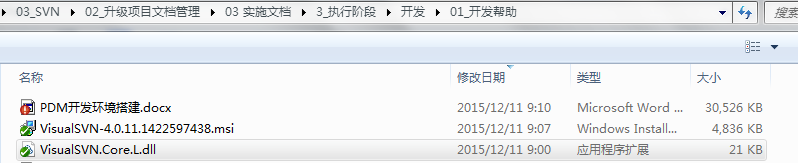 03_SVN ▸ 02_升级项目文档管理 ▸ 03 实施文档 ▸ 3_执行阶段 ▸ 开发 ▸ 01_开发帮助 搜索
名称 修改日期 类型 大小
PDM开发环境搭建.docx 2015/12/11 9:10 Microsoft Word ... 30,526 KB
VisualSVN-4.0.11.1422597438.msi 2015/12/11 9:07 Windows Install... 4,836 KB
VisualSVN.Core.L.dll 2015/12/11 9:00 应用程序扩展 21 KB